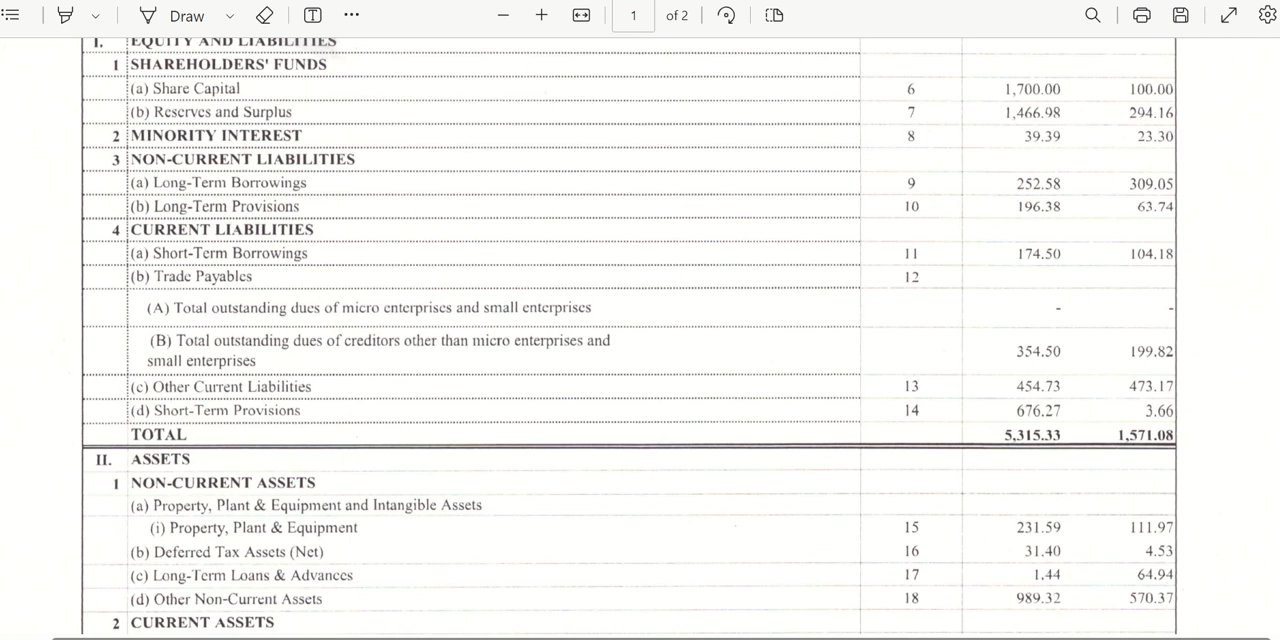 Draw
1 of 2
I. EQUITY AND LIABILITIES
1 SHAREHOLDERS' FUNDS
(a) Share Capital 6 1,700.00 100.00
(b) Reserves and Surplus 7 1,466.98 294.16
2 MINORITY INTEREST 8 39.39 23.30
3 NON-CURRENT LIABILITIES
(a) Long-Term Borrowings 9 252.58 309.05
(b) Long-Term Provisions 10 196.38 63.74
4 CURRENT LIABILITIES
(a) Short-Term Borrowings 11 174.50 104.18
(b) Trade Payables 12
(A) Total outstanding dues of micro enterprises and small enterprises - -
(B) Total outstanding dues of creditors other than micro enterprises and
small enterprises 354.50 199.82
(c) Other Current Liabilities 13 454.73 473.17
(d) Short-Term Provisions 14 676.27 3.66
TOTAL 5,315.33 1,571.08
II. ASSETS
1 NON-CURRENT ASSETS
(a) Property, Plant & Equipment and Intangible Assets
(i) Property, Plant & Equipment 15 231.59 111.97
(b) Deferred Tax Assets (Net) 16 31.40 4.53
(c) Long-Term Loans & Advances 17 1.44 64.94
(d) Other Non-Current Assets 18 989.32 570.37
2 CURRENT ASSETS